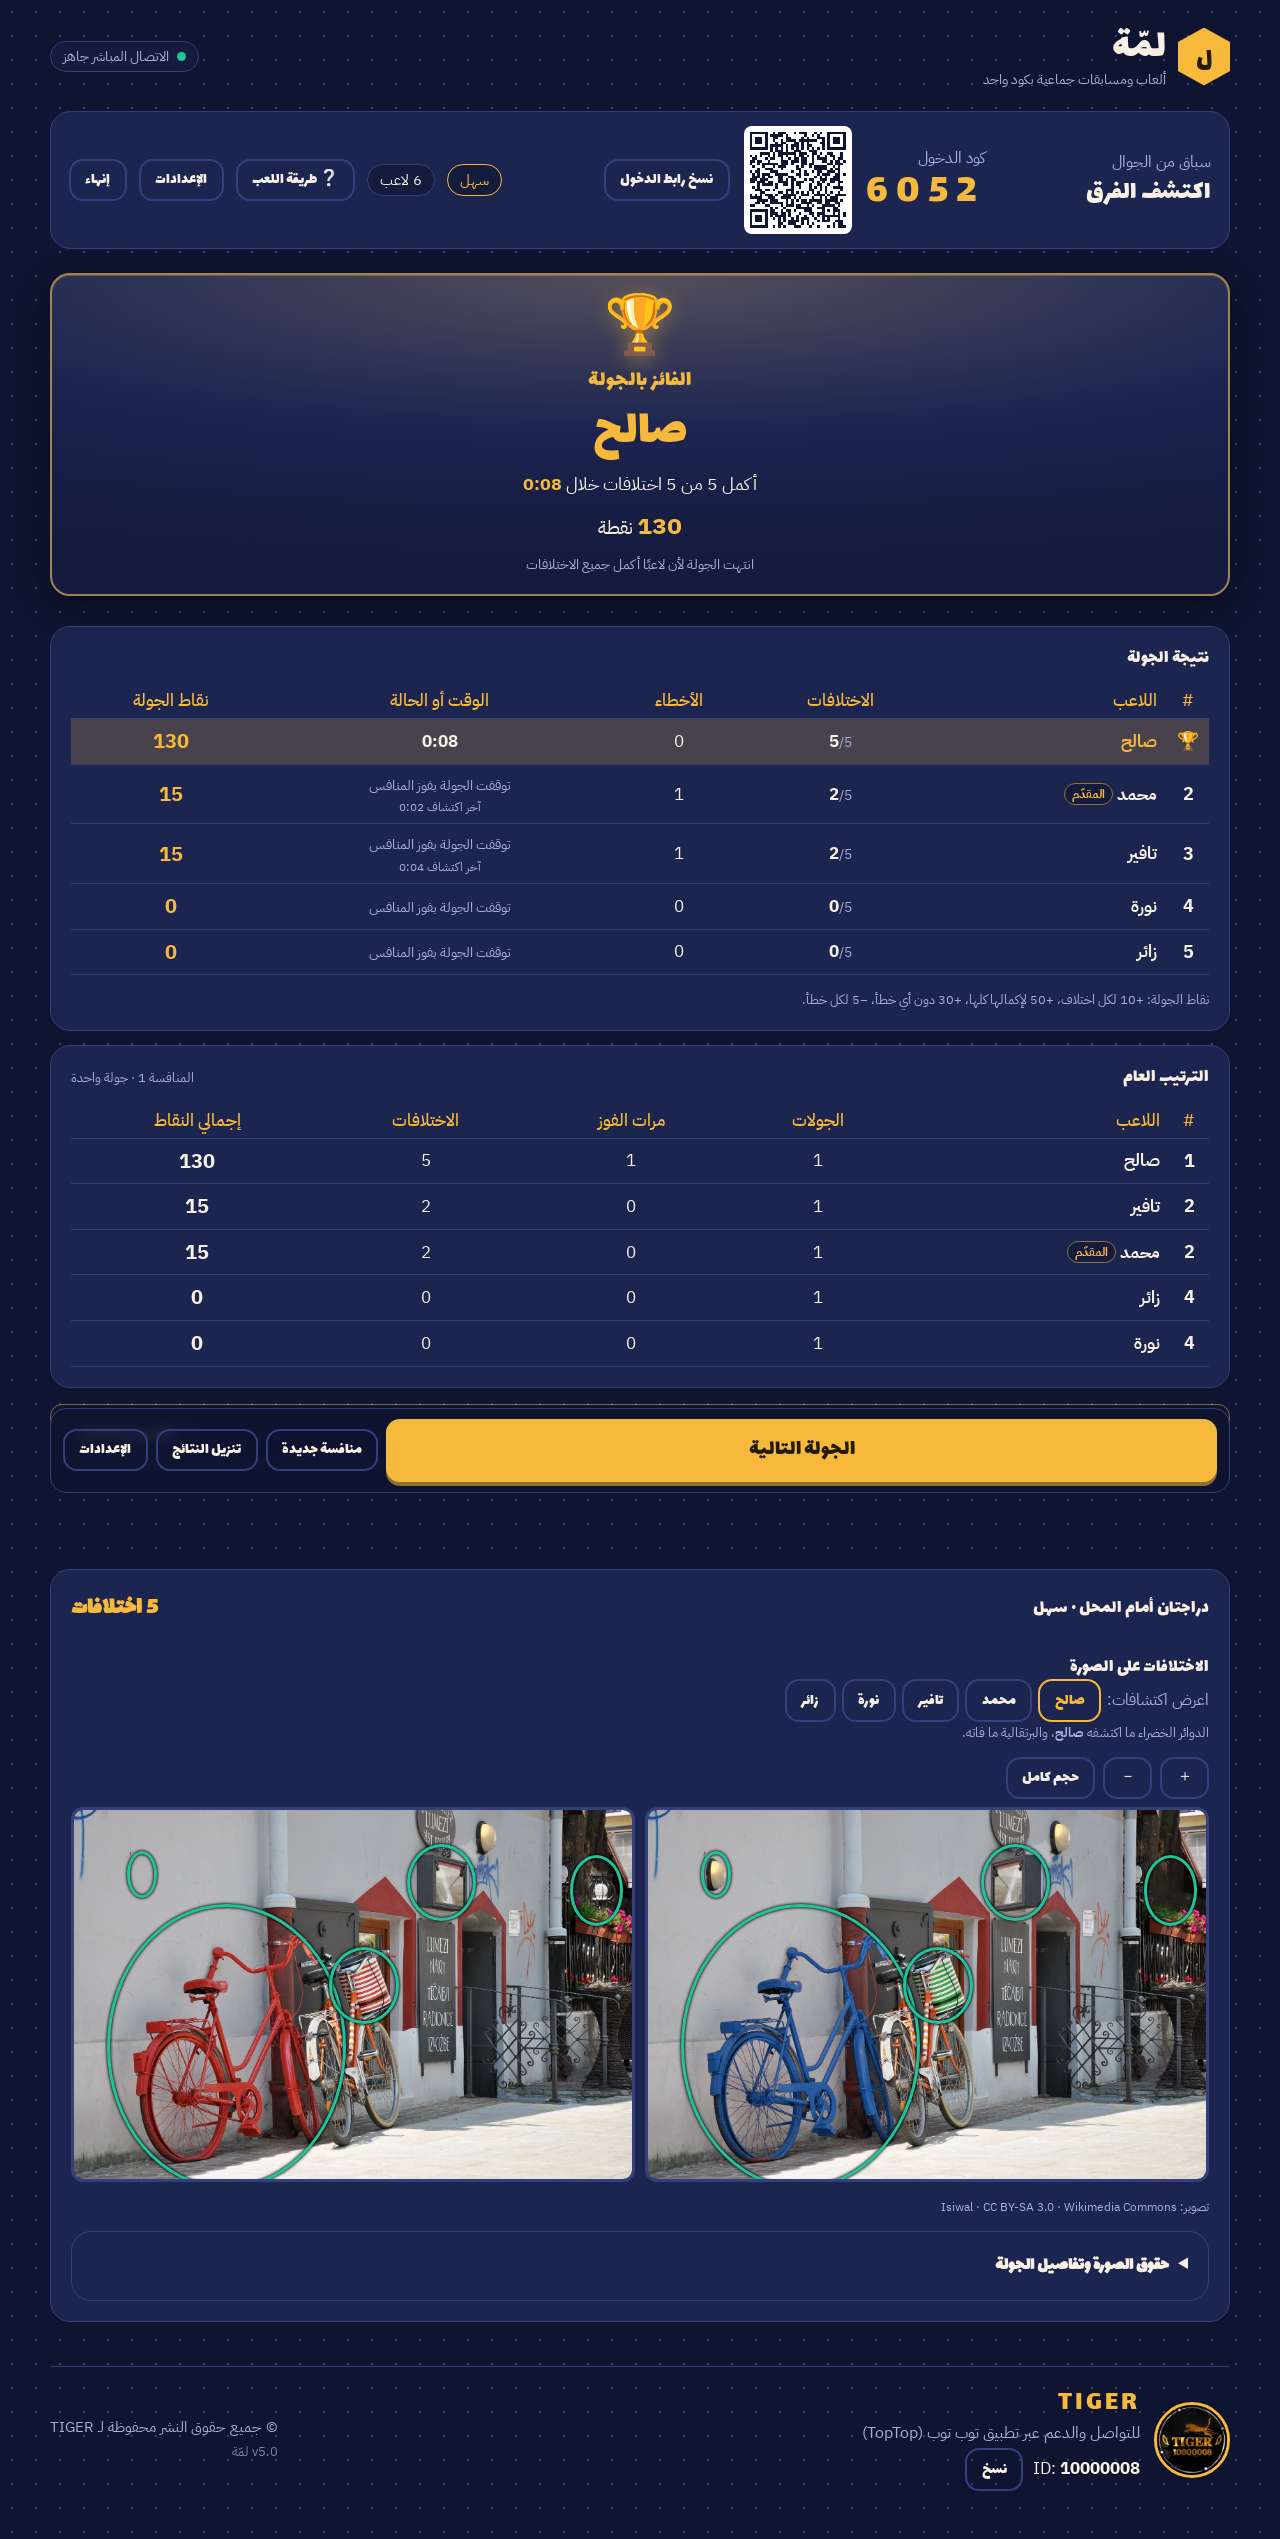 ل
لمّة
ألعاب ومسابقات جماعية بكود واحد
الاتصال المباشر جاهز
سباق من الجوال
اكتشف الفرق
كود الدخول
6052
نسخ رابط الدخول
سهل
6 لاعب
❔ طريقة اللعب
الإعدادات
إنهاء
الفائز بالجولة
صالح
أكمل 5 من 5 اختلافات خلال 0:08
130 نقطة
انتهت الجولة لأن لاعبًا أكمل جميع الاختلافات
نتيجة الجولة
# اللاعب الاختلافات الأخطاء الوقت أو الحالة نقاط الجولة
🏆 صالح 5/5 0 0:08 130
2 محمد المقدّم 2/5 1 توقفت الجولة بفوز المنافس 15
آخر اكتشاف 0:02
3 تافير 2/5 1 توقفت الجولة بفوز المنافس 15
آخر اكتشاف 0:04
4 نورة 0/5 0 توقفت الجولة بفوز المنافس 0
5 زائر 0/5 0 توقفت الجولة بفوز المنافس 0
نقاط الجولة: +10 لكل اختلاف، +50 لإكمالها كلها، +30 دون أي خطأ، −5 لكل خطأ.
الترتيب العام
المنافسة 1 · جولة واحدة
# اللاعب الجولات مرات الفوز الاختلافات إجمالي النقاط
1 صالح 1 1 5 130
2 تافير 1 0 2 15
2 محمد المقدّم 1 0 2 15
4 زائر 1 0 0 0
4 نورة 1 0 0 0
الجولة التالية
منافسة جديدة
تنزيل النتائج
الإعدادات
دراجتان أمام المحل · سهل
5 اختلافات
الاختلافات على الصورة
اعرض اكتشافات: صالح محمد تافير نورة زائر
الدوائر الخضراء ما اكتشفه صالح، والبرتقالية ما فاته.
+ − حجم كامل
LUMEZI
NAKIT
RADIONICE
LUMEZI
NAKIT
RADIONICE
تصوير: Isiwal · CC BY-SA 3.0 · Wikimedia Commons
◀ حقوق الصورة وتفاصيل الجولة
TIGER
10000008
TIGER
للتواصل والدعم عبر تطبيق توب توب (TopTop)
ID: 10000008
نسخ
© جميع حقوق النشر محفوظة لـ TIGER
لمّة v5.0